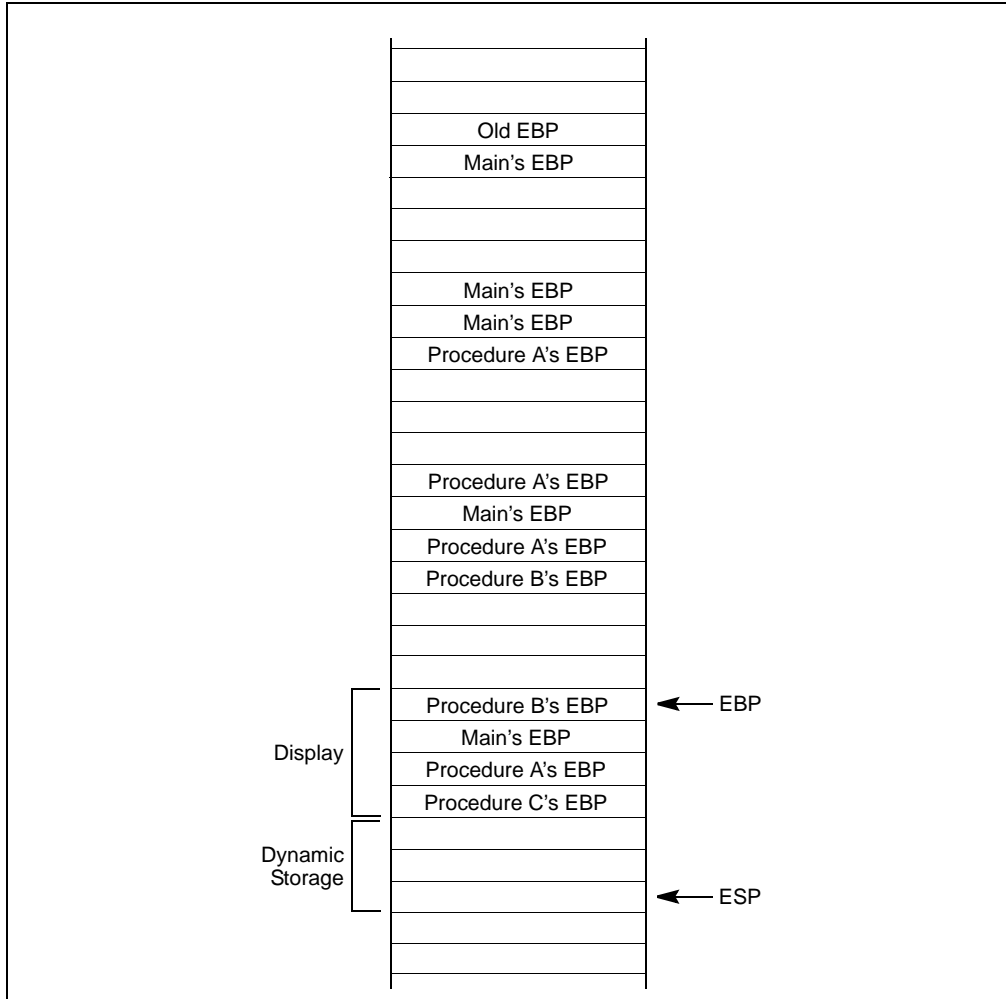 Old EBP
Main's EBP
Main's EBP
Main's EBP
Procedure A's EBP
Procedure A's EBP
Main's EBP
Procedure A's EBP
Procedure B's EBP
Procedure B's EBP
EBP
Main's EBP
Display
Procedure A's EBP
Procedure C's EBP
Dynamic
Storage
ESP